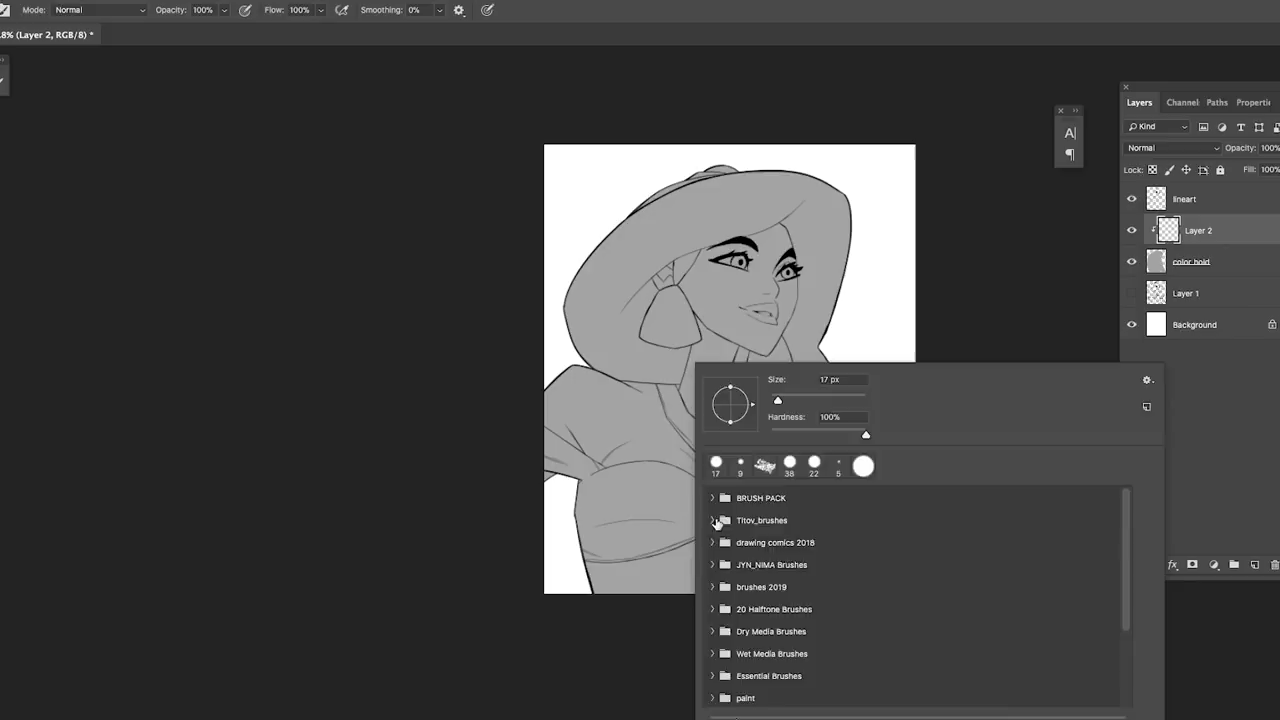 Mode: Normal Opacity: 100% Flow: 100% Smoothing: 0%
.8% (Layer 2, RGB/8) *
Layers Channel Paths Properti
Kind
Normal Opacity: 100%
Lock: Fill: 100%
lineart
Layer 2
color hold
Layer 1
Background
fx
A
¶
Size: 17 px
Hardness: 100%
17 9 38 22 5
BRUSH PACK
Titov_brushes
drawing comics 2018
JYN_NIMA Brushes
brushes 2019
20 Halftone Brushes
Dry Media Brushes
Wet Media Brushes
Essential Brushes
paint